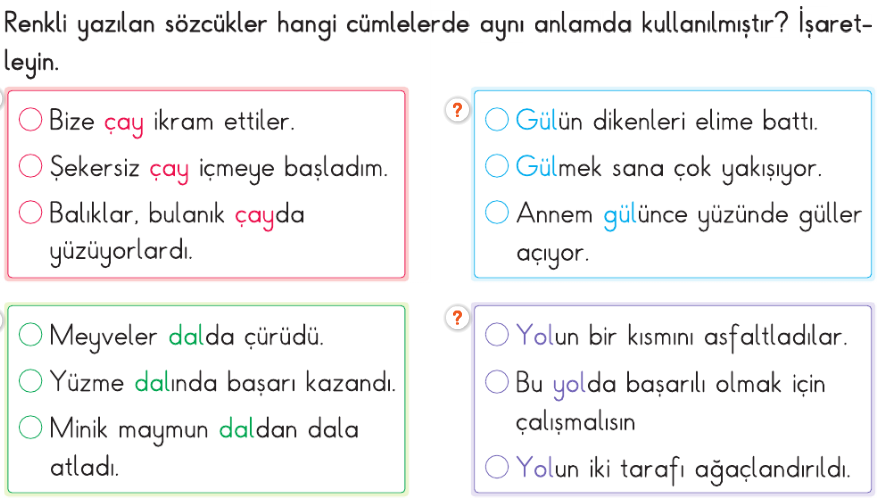 Renkli yazılan sözcükler hangi cümlelerde aynı anlamda kullanılmıştır? İşaret-
leyin.
Bize çay ikram ettiler.
Şekersiz çay içmeye başladım.
Balıklar, bulanık çayda
yüzüyorlardı.
?
Gülün dikenleri elime battı.
Gülmek sana çok yakışıyor.
Annem gülünce yüzünde güller
açıyor.
Meyveler dalda çürüdü.
Yüzme dalında başarı kazandı.
Minik maymun daldan dala
atladı.
?
Yolun bir kısmını asfaltladılar.
Bu yolda başarılı olmak için
çalışmalısın
Yolun iki tarafı ağaçlandırıldı.